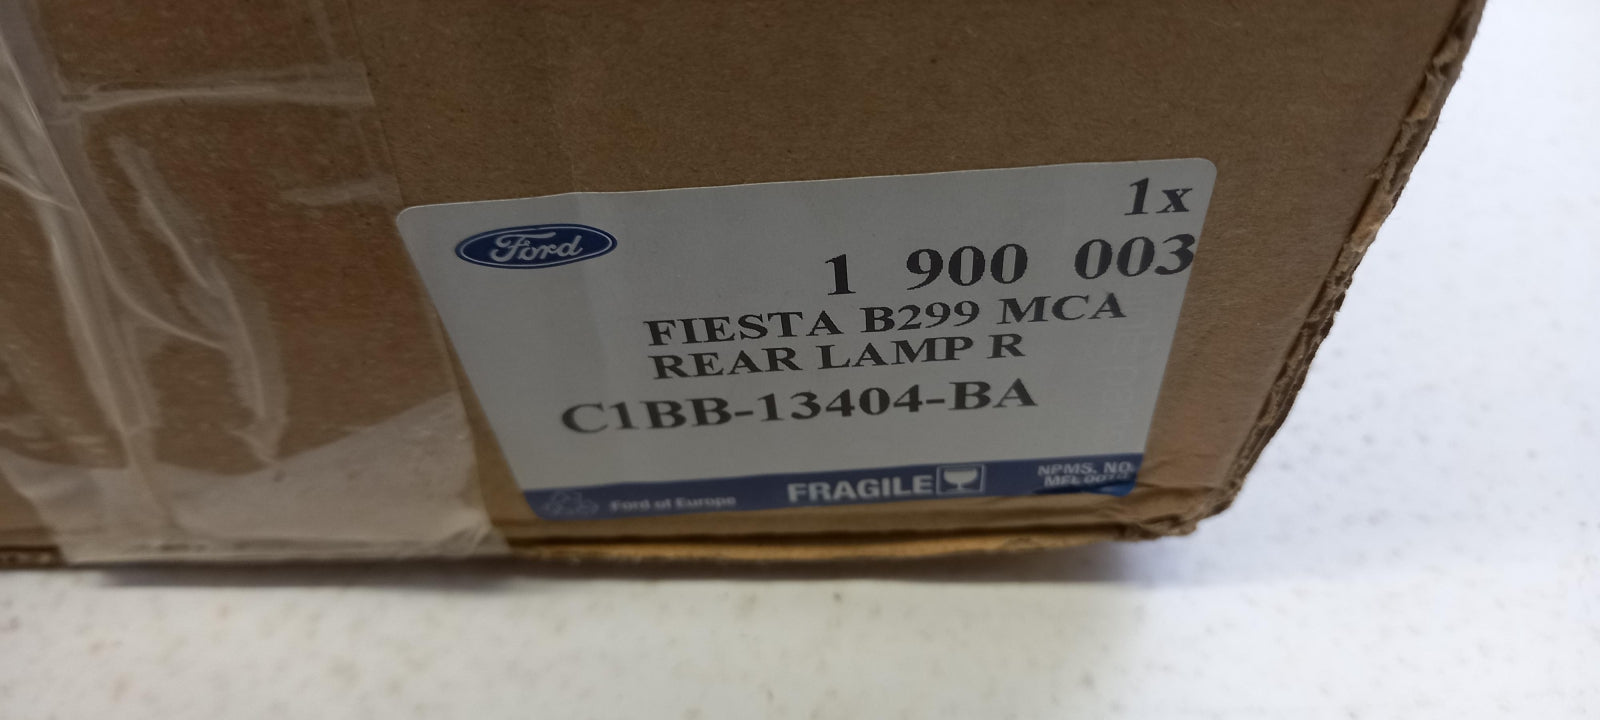 1x
Ford
1 900 003
FIESTA B299 MCA
REAR LAMP R
C1BB-13404-BA
Ford of Europe
FRAGILE
NPMS. NO.